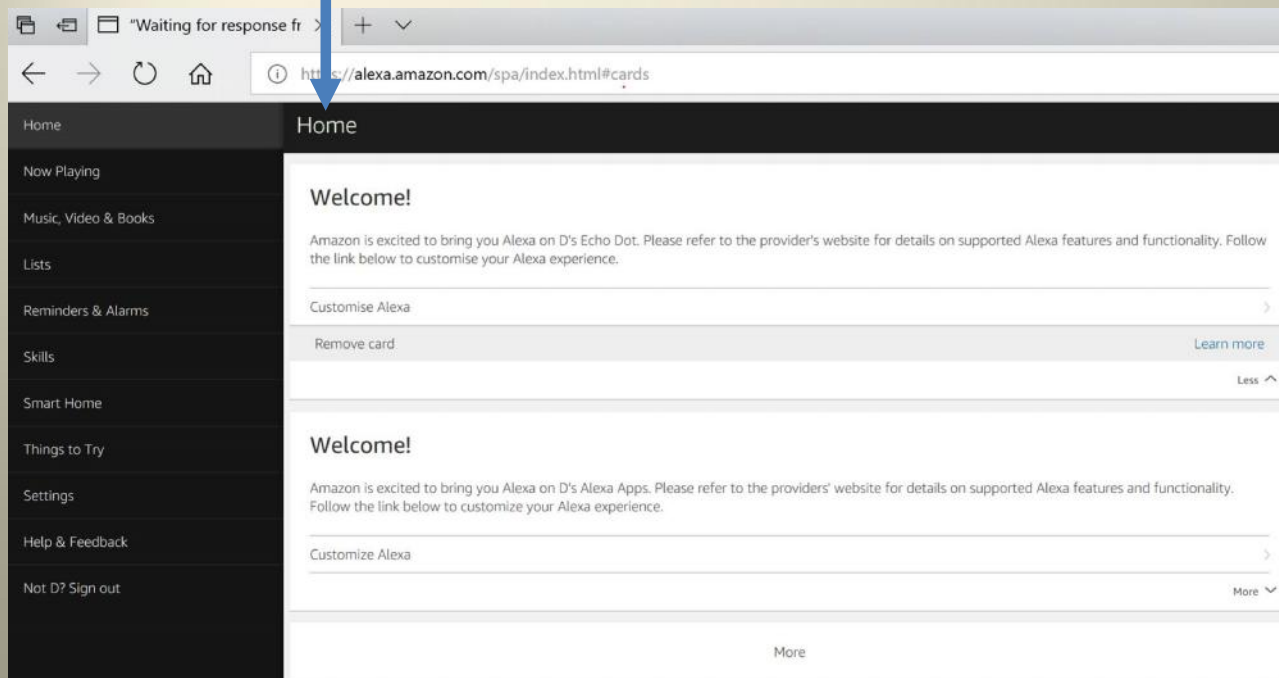 "Waiting for response fr
https://alexa.amazon.com/spa/index.html#cards
Home
Now Playing
Music, Video & Books
Lists
Reminders & Alarms
Skills
Smart Home
Things to Try
Settings
Help & Feedback
Not D? Sign out
Home
Welcome!
Amazon is excited to bring you Alexa on D's Echo Dot. Please refer to the provider's website for details on supported Alexa features and functionality. Follow
the link below to customise your Alexa experience.
Customise Alexa
Remove card Learn more
Less
Welcome!
Amazon is excited to bring you Alexa on D's Alexa Apps. Please refer to the providers' website for details on supported Alexa features and functionality.
Follow the link below to customize your Alexa experience.
Customize Alexa
More
More